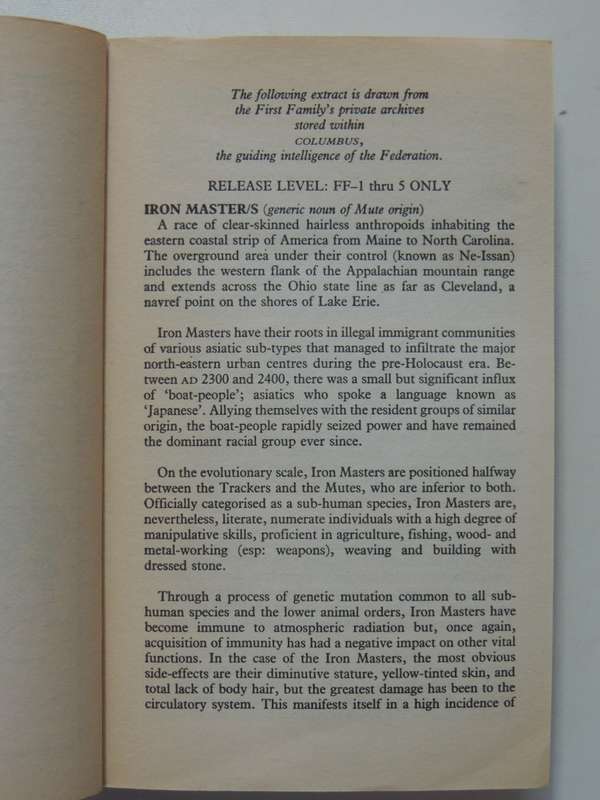 The following extract is drawn from
the First Family's private archives
stored within
COLUMBUS,
the guiding intelligence of the Federation.
RELEASE LEVEL: FF–1 thru 5 ONLY
IRON MASTER/S (generic noun of Mute origin)
A race of clear-skinned hairless anthropoids inhabiting the
eastern coastal strip of America from Maine to North Carolina.
The overground area under their control (known as Ne-Issan)
includes the western flank of the Appalachian mountain range
and extends across the Ohio state line as far as Cleveland, a
navref point on the shores of Lake Erie.
Iron Masters have their roots in illegal immigrant communities
of various asiatic sub-types that managed to infiltrate the major
north-eastern urban centres during the pre-Holocaust era. Be-
tween AD 2300 and 2400, there was a small but significant influx
of 'boat-people'; asiatics who spoke a language known as
'Japanese'. Allying themselves with the resident groups of similar
origin, the boat-people rapidly seized power and have remained
the dominant racial group ever since.
On the evolutionary scale, Iron Masters are positioned halfway
between the Trackers and the Mutes, who are inferior to both.
Officially categorised as a sub-human species, Iron Masters are,
nevertheless, literate, numerate individuals with a high degree of
manipulative skills, proficient in agriculture, fishing, wood- and
metal-working (esp: weapons), weaving and building with
dressed stone.
Through a process of genetic mutation common to all sub-
human species and the lower animal orders, Iron Masters have
become immune to atmospheric radiation but, once again,
acquisition of immunity has had a negative impact on other vital
functions. In the case of the Iron Masters, the most obvious
side-effects are their diminutive stature, yellow-tinted skin, and
total lack of body hair, but the greatest damage has been to the
circulatory system. This manifests itself in a high incidence of